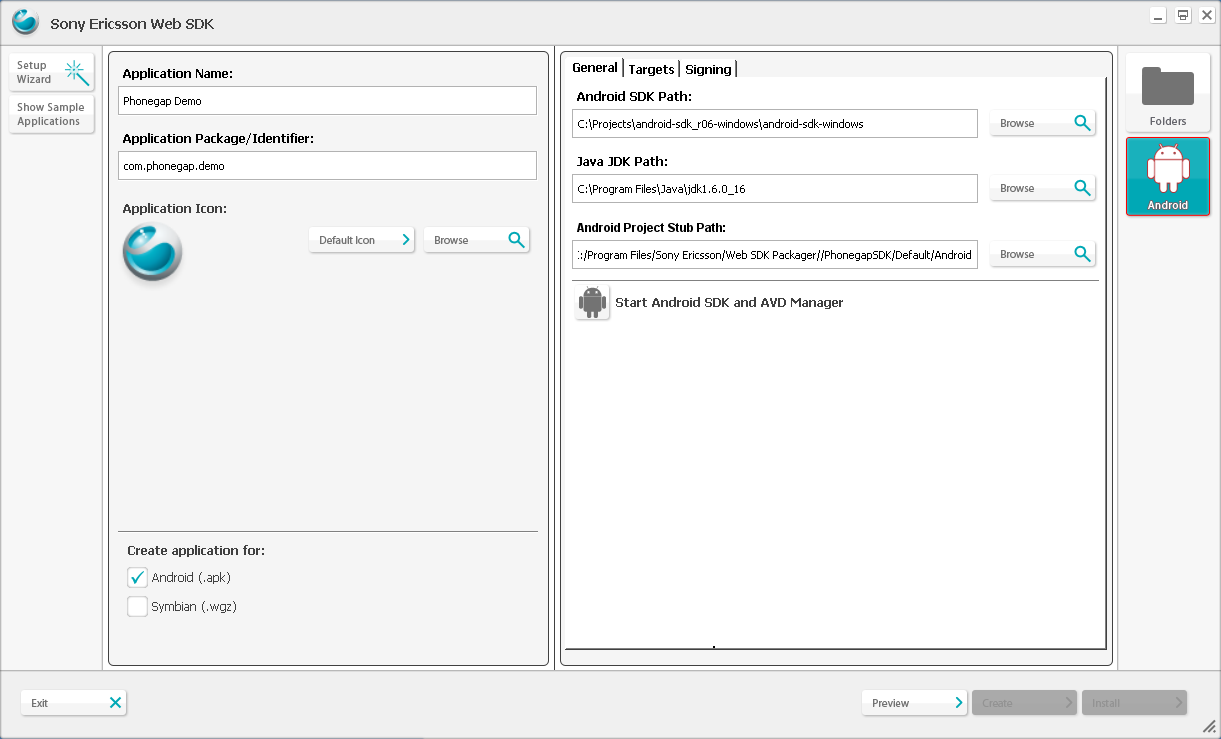 Sony Ericsson Web SDK
Setup
Wizard
Show Sample
Applications
Application Name:
Phonegap Demo
Application Package/Identifier:
com.phonegap.demo
Application Icon:
Default Icon
Browse
Create application for:
Android (.apk)
Symbian (.wgz)
General
Targets
Signing
Android SDK Path:
C:\Projects\android-sdk_r06-windows\android-sdk-windows
Browse
Java JDK Path:
C:\Program Files\Java\jdk1.6.0_16
Browse
Android Project Stub Path:
:/Program Files/Sony Ericsson/Web SDK Packager//PhonegapSDK/Default/Android
Browse
Start Android SDK and AVD Manager
Folders
Android
Exit
Preview
Create
Install